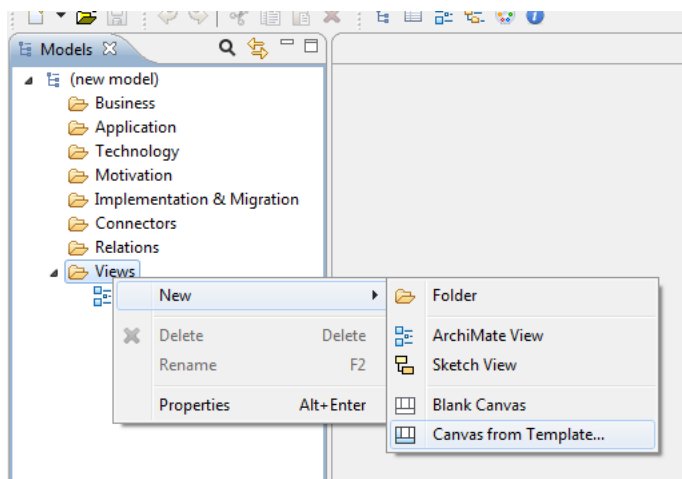 Models
(new model)
Business
Application
Technology
Motivation
Implementation & Migration
Connectors
Relations
Views
New
Delete Delete
Rename F2
Properties Alt+Enter
Folder
ArchiMate View
Sketch View
Blank Canvas
Canvas from Template...